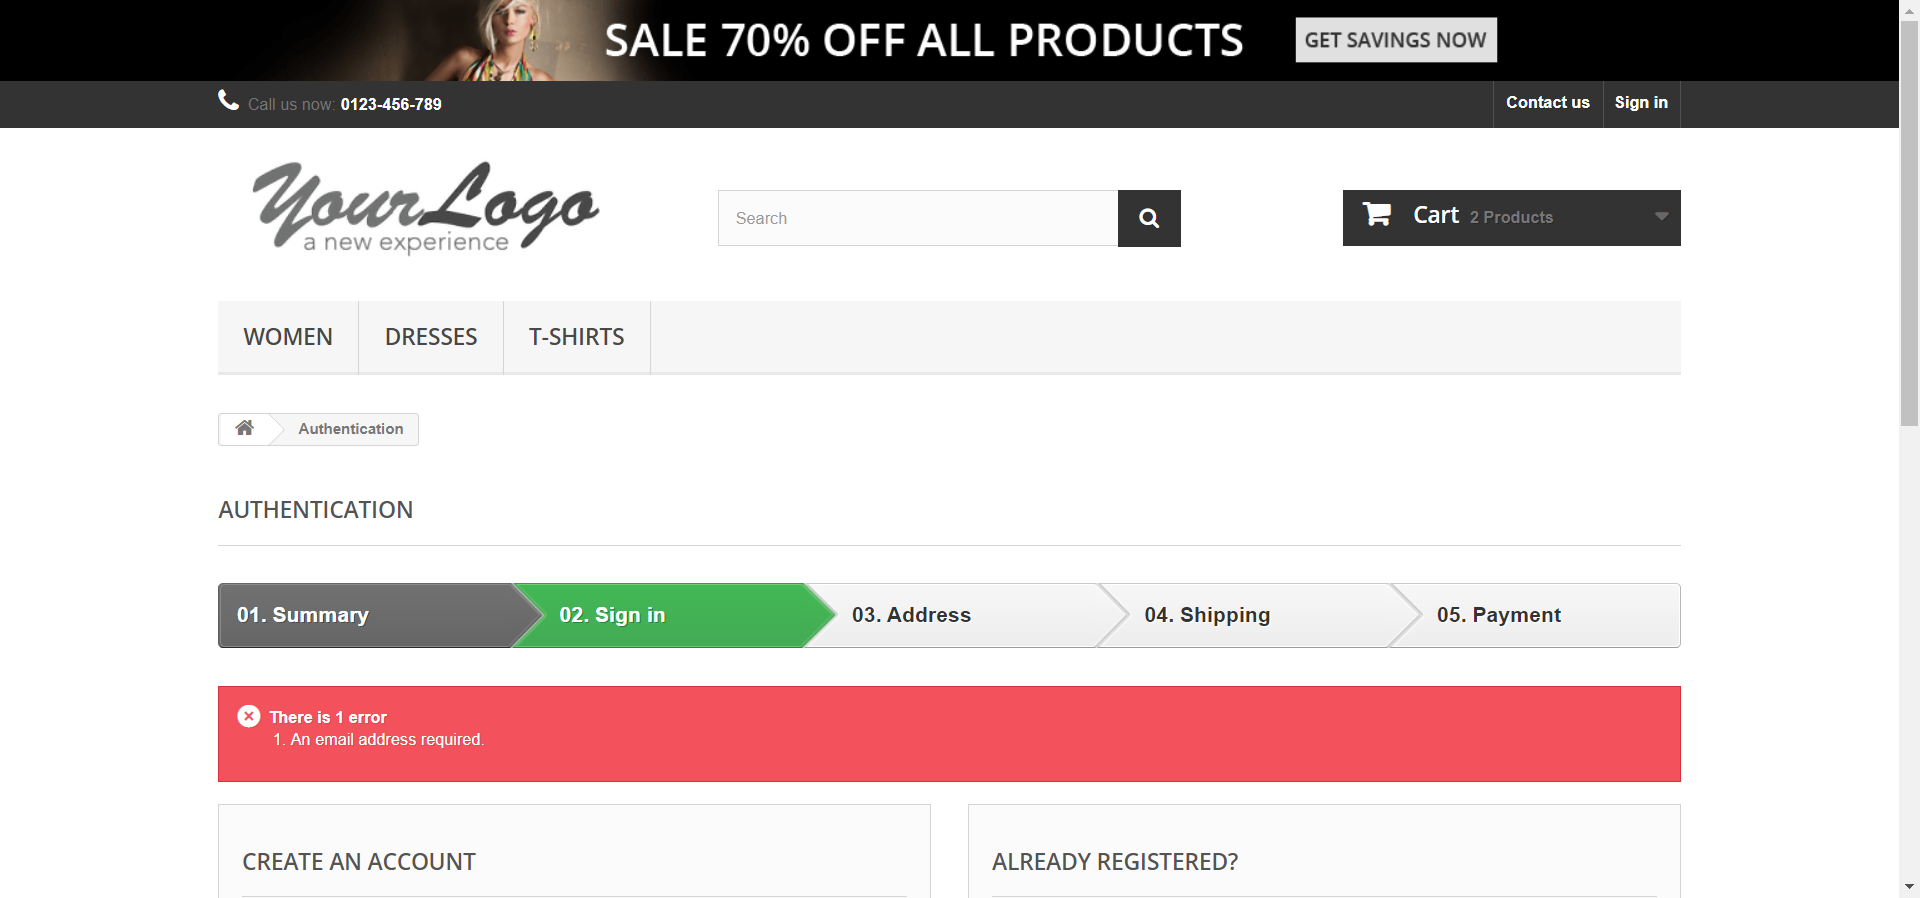 SALE 70% OFF ALL PRODUCTS GET SAVINGS NOW
Call us now: 0123-456-789 Contact us Sign in
YourLogo
a new experience
Search
Cart 2 Products
WOMEN DRESSES T-SHIRTS
Authentication
AUTHENTICATION
01. Summary 02. Sign in 03. Address 04. Shipping 05. Payment
There is 1 error
1. An email address required.
CREATE AN ACCOUNT ALREADY REGISTERED?